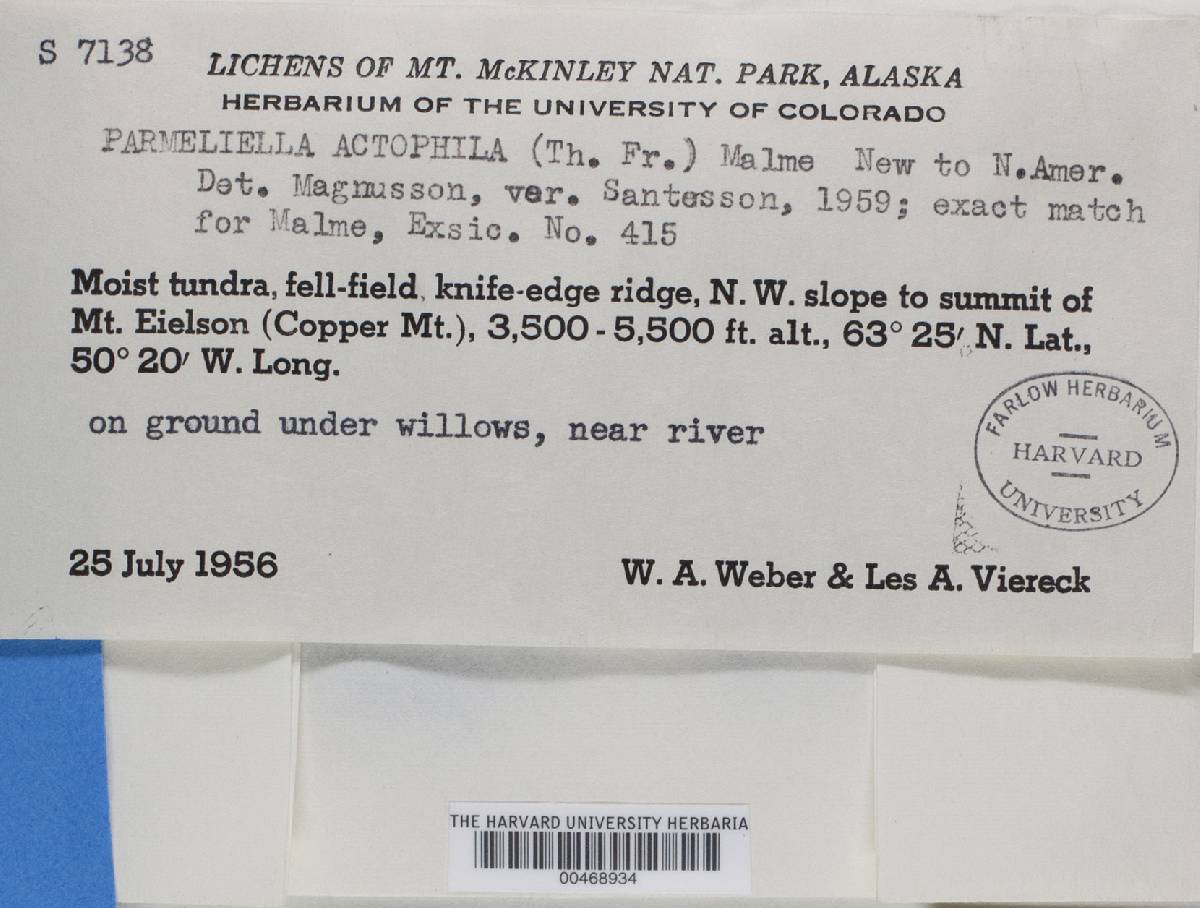 S 7138
LICHENS OF MT. McKINLEY NAT. PARK, ALASKA
HERBARIUM OF THE UNIVERSITY OF COLORADO
PARMELIELLA ACTOPHILA (Th. Fr.) Malme New to N.Amer.
Det. Magnusson, ver. Santesson, 1959; exact match
for Malme, Exsic. No. 415
Moist tundra, fell-field, knife-edge ridge, N. W. slope to summit of
Mt. Eielson (Copper Mt.), 3,500 - 5,500 ft. alt., 63° 25′ N. Lat.,
50° 20′ W. Long.
on ground under willows, near river
FARLOW HERBARIUM
HARVARD
UNIVERSITY
25 July 1956
W. A. Weber & Les A. Viereck
THE HARVARD UNIVERSITY HERBARIA
00468934